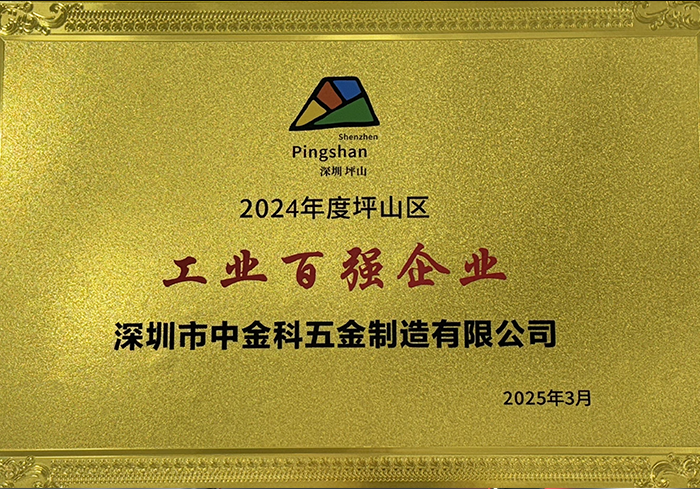 Shenzhen
Pingshan
深圳 坪山
2024年度坪山区
工业百强企业
深圳市中金科五金制造有限公司
2025年3月